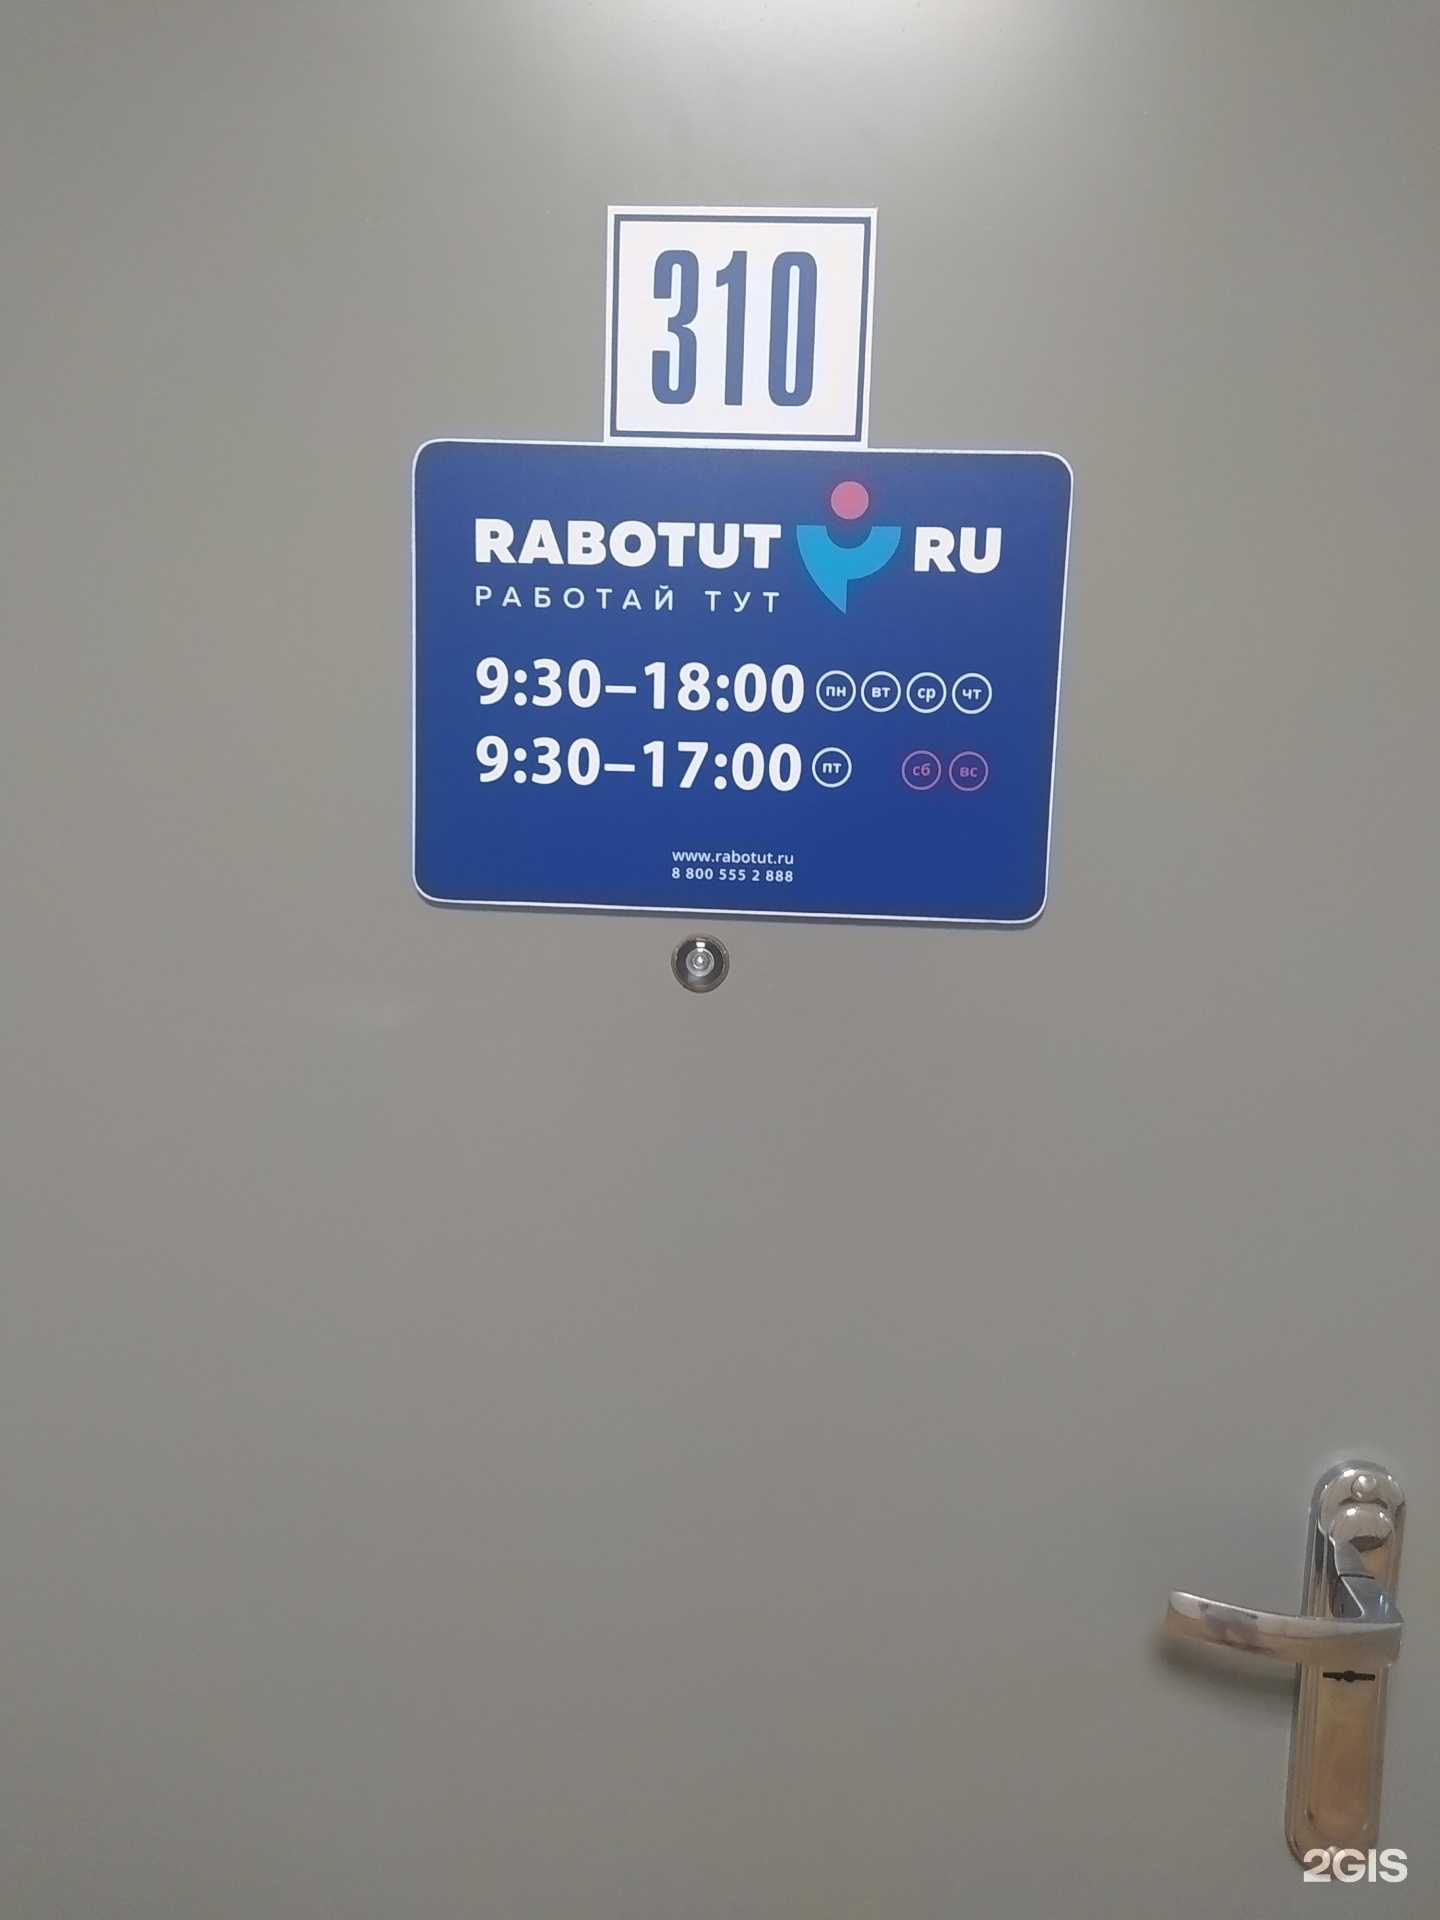 310
RABOTUT RU
РАБОТАЙ ТУТ
9:30–18:00 пн вт ср чт
9:30–17:00 пт сб вс
www.rabotut.ru
8 800 555 2 888
2GIS